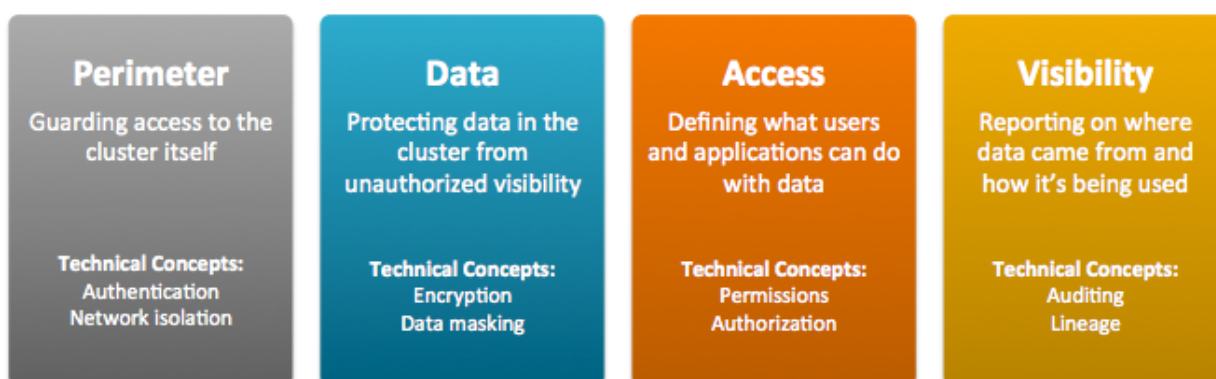 Perimeter
Guarding access to the
cluster itself
Technical Concepts:
Authentication
Network isolation
Data
Protecting data in the
cluster from
unauthorized visibility
Technical Concepts:
Encryption
Data masking
Access
Defining what users
and applications can do
with data
Technical Concepts:
Permissions
Authorization
Visibility
Reporting on where
data came from and
how it's being used
Technical Concepts:
Auditing
Lineage